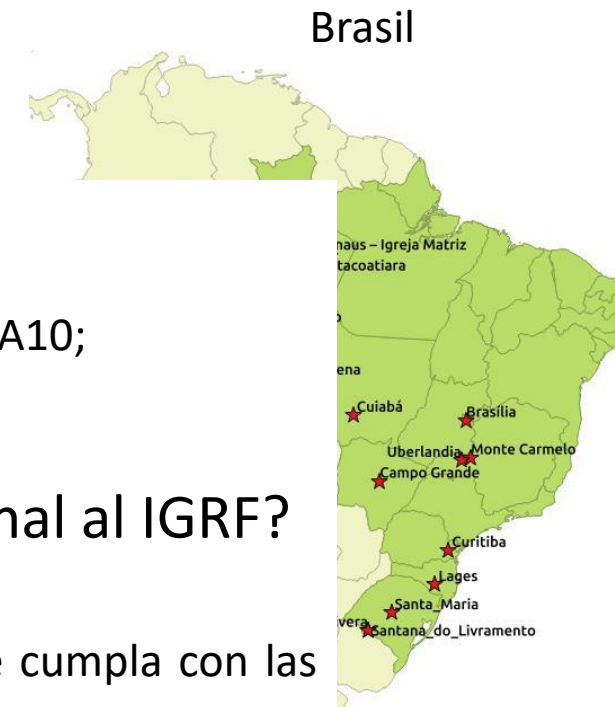 Brasil
naus – Igreja Matriz
tacoatiara
A10;
ena
Cuiabá
Brasília
Uberlandia
Monte Carmelo
Campo Grande
nal al IGRF?
Curitiba
Lages
Santa_Maria
vera
Santana_do_Livramento
e cumpla con las